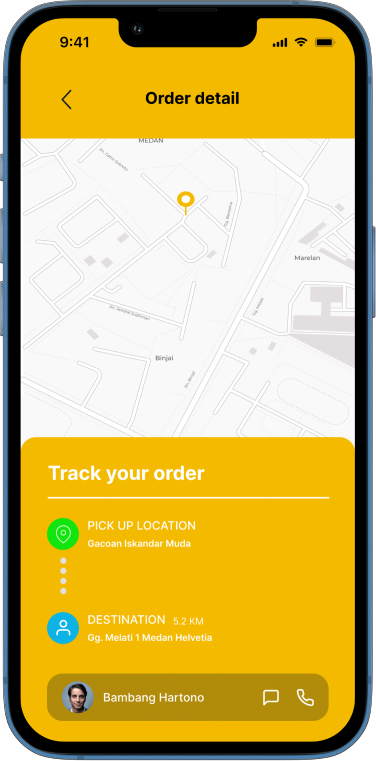 9:41
Order detail
MEDAN
Marelan
Binjai
Track your order
PICK UP LOCATION
Gacoan Iskandar Muda
DESTINATION 5.2 KM
Gg. Melati 1 Medan Helvetia
Bambang Hartono